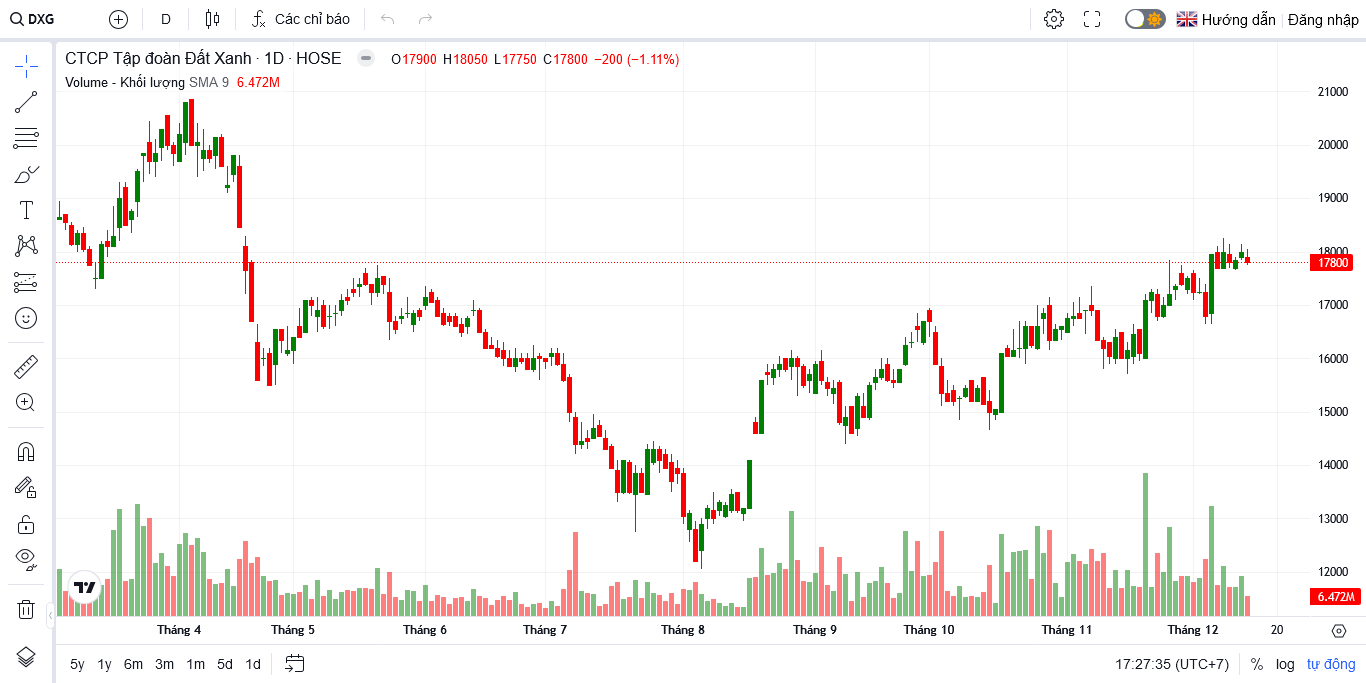 DXG D Các chỉ báo Hướng dẫn Đăng nhập
CTCP Tập đoàn Đất Xanh · 1D · HOSE O17900 H18050 L17750 C17800 −200 (−1.11%)
Volume - Khối lượng SMA 9 6.472M
21000
20000
19000
18000
17800
17000
16000
15000
14000
13000
12000
6.472M
Tháng 4 Tháng 5 Tháng 6 Tháng 7 Tháng 8 Tháng 9 Tháng 10 Tháng 11 Tháng 12 20
5y 1y 6m 3m 1m 5d 1d 17:27:35 (UTC+7) % log tự động